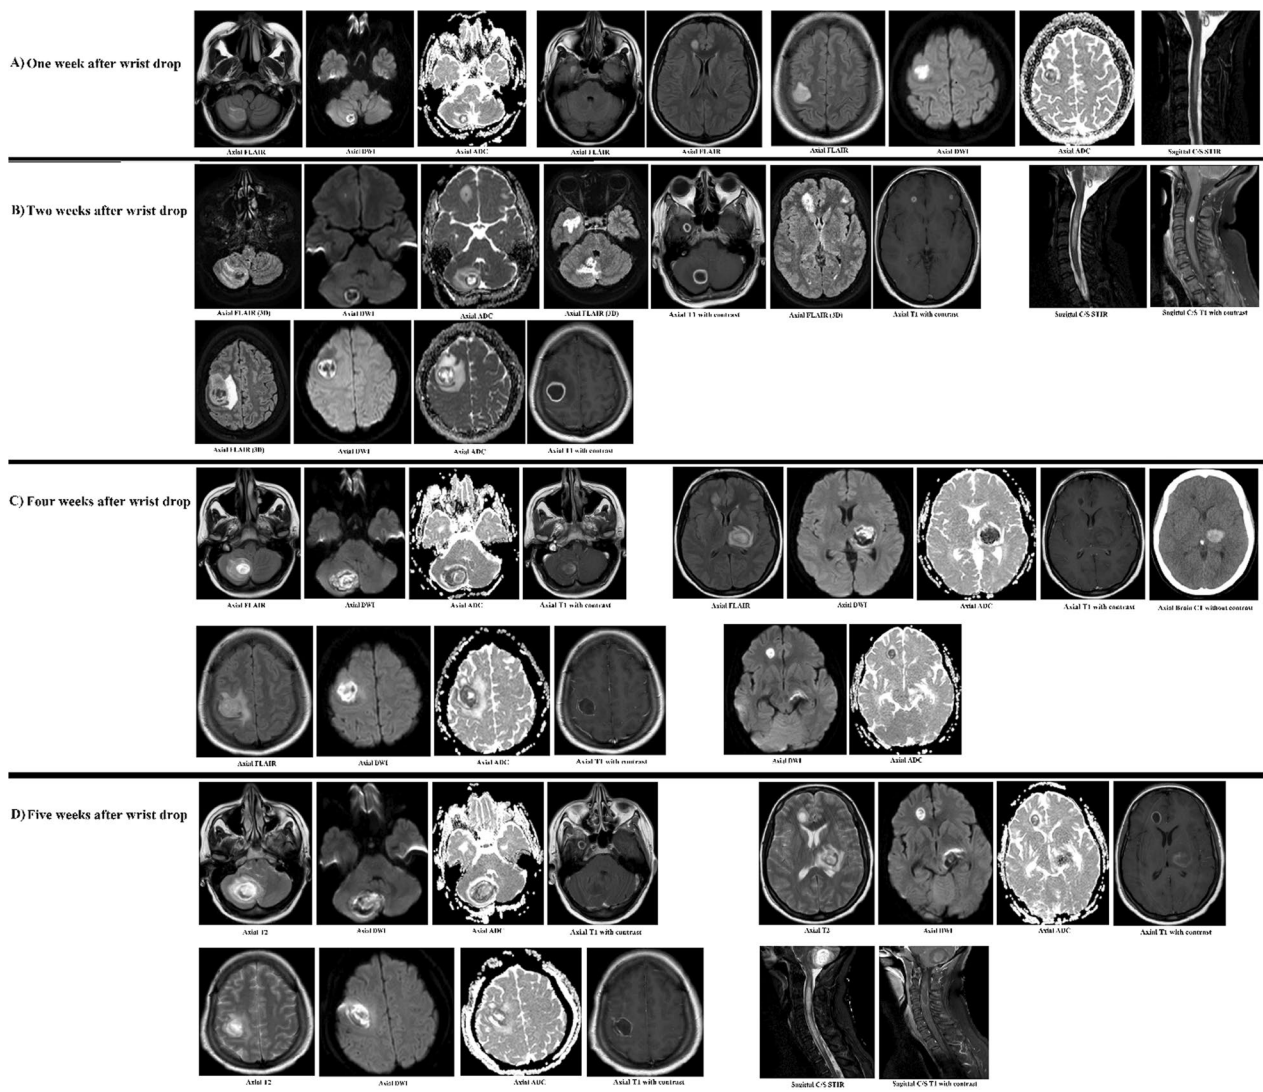 A) One week after wrist drop
Axial FLAIR
Axial DWI
Axial ADC
Axial FLAIR
Axial FLAIR
Axial FLAIR
Axial DWI
Axial ADC
Sagittal C/S STIR
B) Two weeks after wrist drop
Axial FLAIR (3D)
Axial DWI
Axial ADC
Axial FLAIR (3D)
Axial T1 with contrast
Axial FLAIR (3D)
Axial T1 with contrast
Sagittal C/S STIR
Sagittal C/S T1 with contrast
Axial FLAIR (3D)
Axial DWI
Axial ADC
Axial T1 with contrast
C) Four weeks after wrist drop
Axial FLAIR
Axial DWI
Axial ADC
Axial T1 with contrast
Axial FLAIR
Axial DWI
Axial ADC
Axial T1 with contrast
Axial Brain CT without contrast
Axial FLAIR
Axial DWI
Axial ADC
Axial T1 with contrast
Axial DWI
Axial ADC
D) Five weeks after wrist drop
Axial T2
Axial DWI
Axial ADC
Axial T1 with contrast
Axial T2
Axial DWI
Axial ADC
Axial T1 with contrast
Axial T2
Axial DWI
Axial ADC
Axial T1 with contrast
Sagittal C/S STIR
Sagittal C/S T1 with contrast